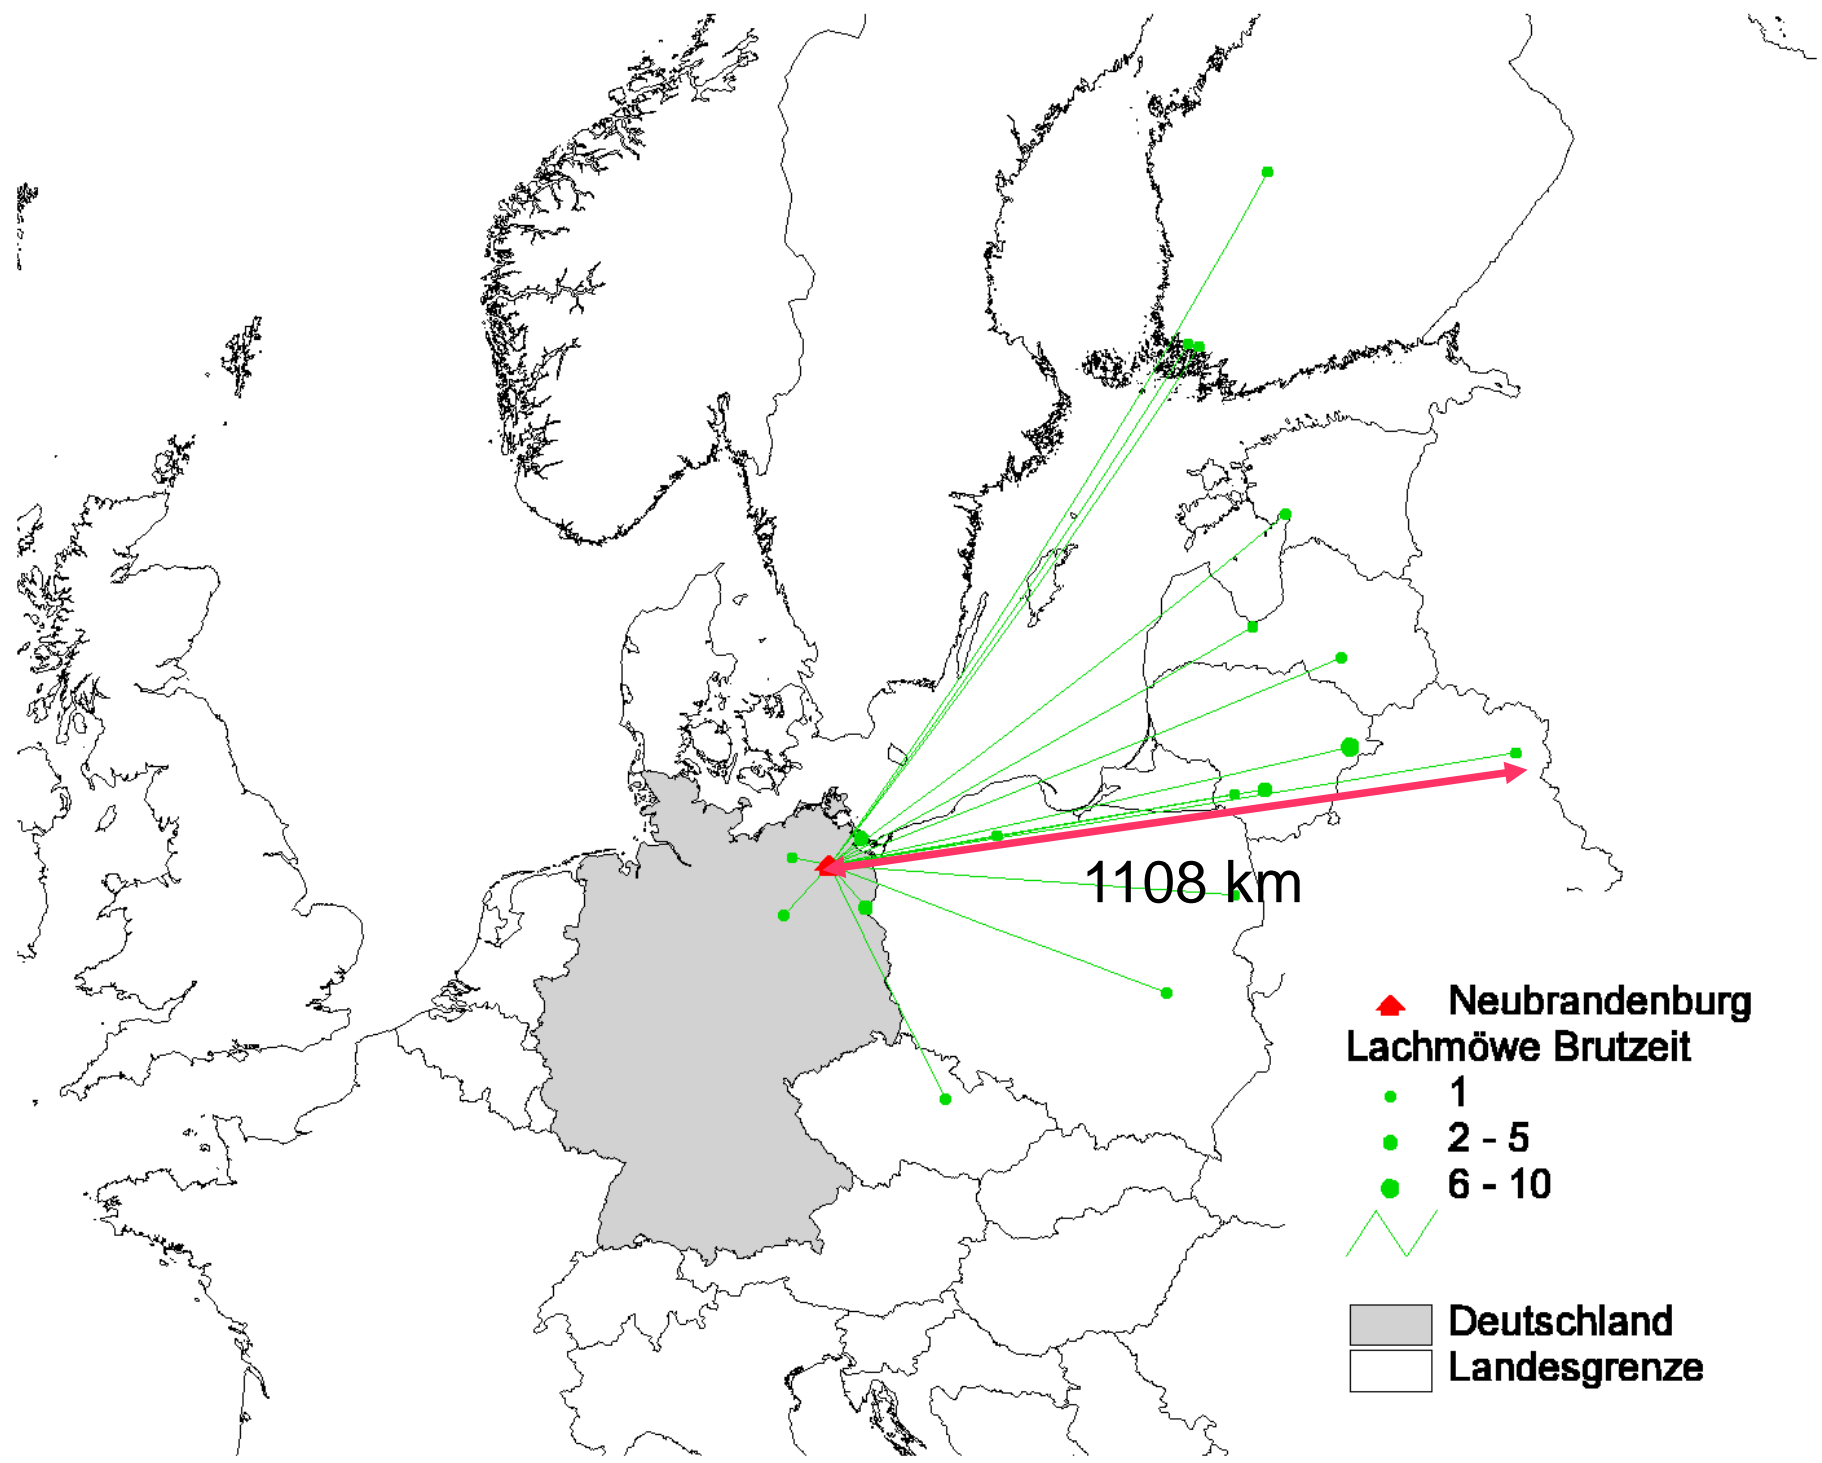 1108 km
Neubrandenburg
Lachmöwe Brutzeit
1
2 - 5
6 - 10
Deutschland
Landesgrenze